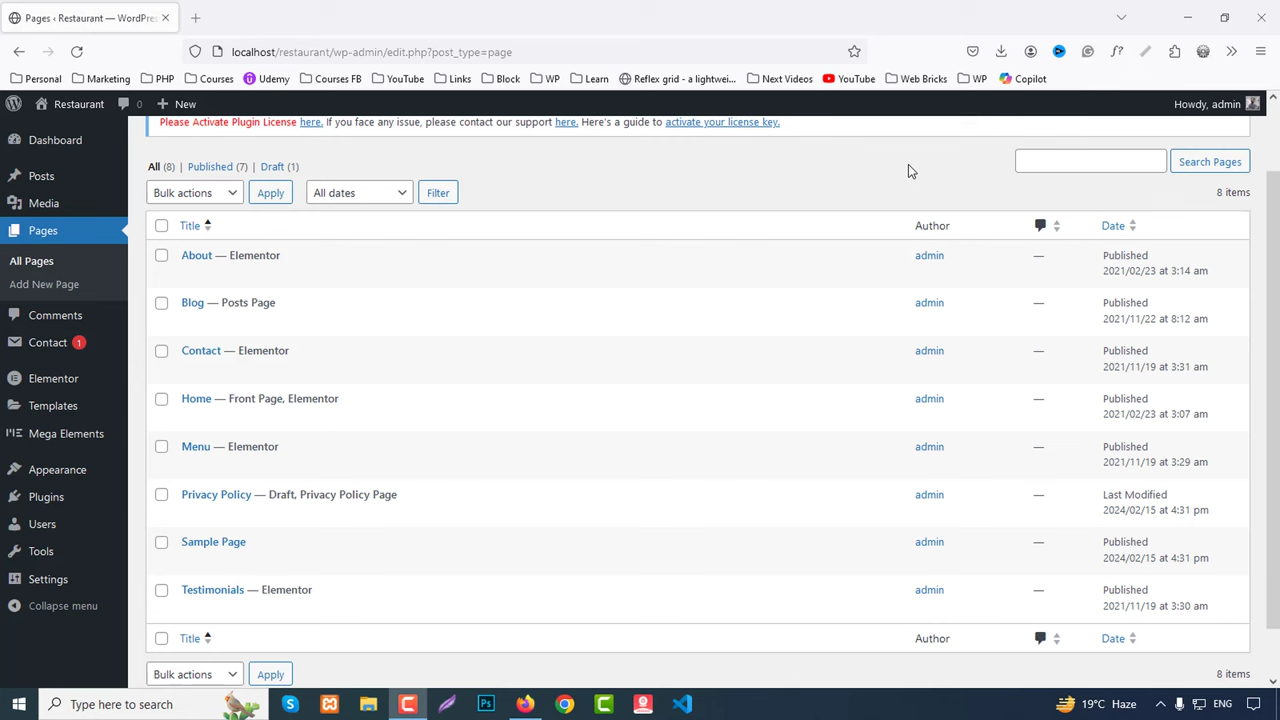 Pages ‹ Restaurant — WordPres
localhost/restaurant/wp-admin/edit.php?post_type=page
Personal Marketing PHP Courses Udemy Courses FB YouTube Links Block WP Learn Reflex grid - a lightwei... Next Videos YouTube Web Bricks WP Copilot
Restaurant 0 New Howdy, admin
Please Activate Plugin License here. If you face any issue, please contact our support here. Here's a guide to activate your license key.
Dashboard
Posts
Media
Pages
All Pages
Add New Page
Comments
Contact 1
Elementor
Templates
Mega Elements
Appearance
Plugins
Users
Tools
Settings
Collapse menu
All (8) | Published (7) | Draft (1)
Search Pages
Bulk actions Apply All dates Filter 8 items
Title Author Date
About — Elementor admin — Published
2021/02/23 at 3:14 am
Blog — Posts Page admin — Published
2021/11/22 at 8:12 am
Contact — Elementor admin — Published
2021/11/19 at 3:31 am
Home — Front Page, Elementor admin — Published
2021/02/23 at 3:07 am
Menu — Elementor admin — Published
2021/11/19 at 3:29 am
Privacy Policy — Draft, Privacy Policy Page admin — Last Modified
2024/02/15 at 4:31 pm
Sample Page admin — Published
2024/02/15 at 4:31 pm
Testimonials — Elementor admin — Published
2021/11/19 at 3:30 am
Title Author Date
Bulk actions Apply 8 items
Type here to search 19°C Haze ENG